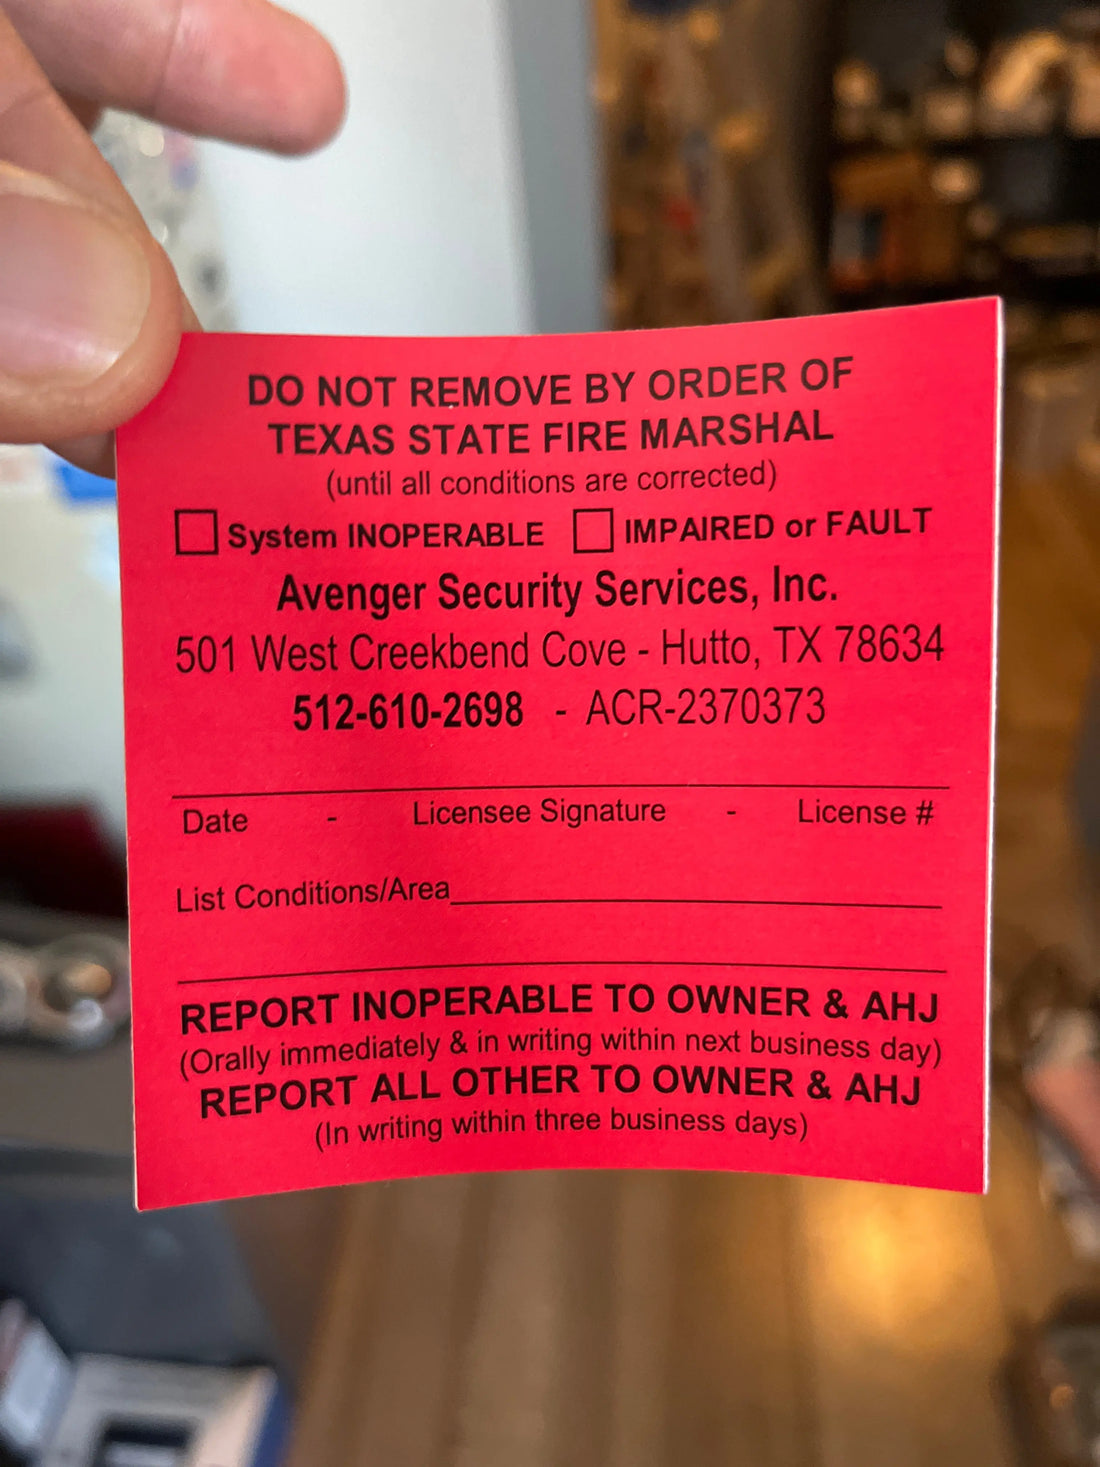 DO NOT REMOVE BY ORDER OF
TEXAS STATE FIRE MARSHAL
(until all conditions are corrected)
System INOPERABLE IMPAIRED or FAULT
Avenger Security Services, Inc.
501 West Creekbend Cove - Hutto, TX 78634
512-610-2698 - ACR-2370373
Date - Licensee Signature - License #
List Conditions/Area
REPORT INOPERABLE TO OWNER & AHJ
(Orally immediately & in writing within next business day)
REPORT ALL OTHER TO OWNER & AHJ
(In writing within three business days)